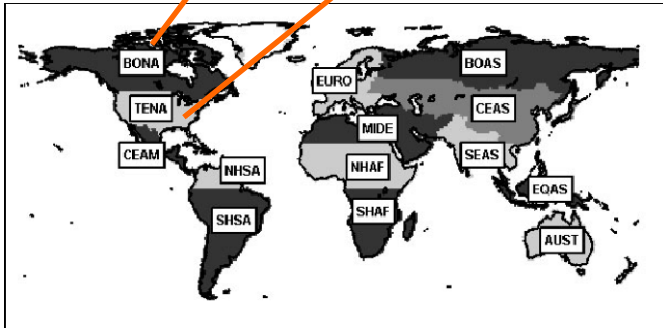 BONA
BOAS
EURO
TENA
CEAS
MIDE
CEAM
SEAS
NHSA
NHAF
EQAS
SHSA
SHAF
AUST